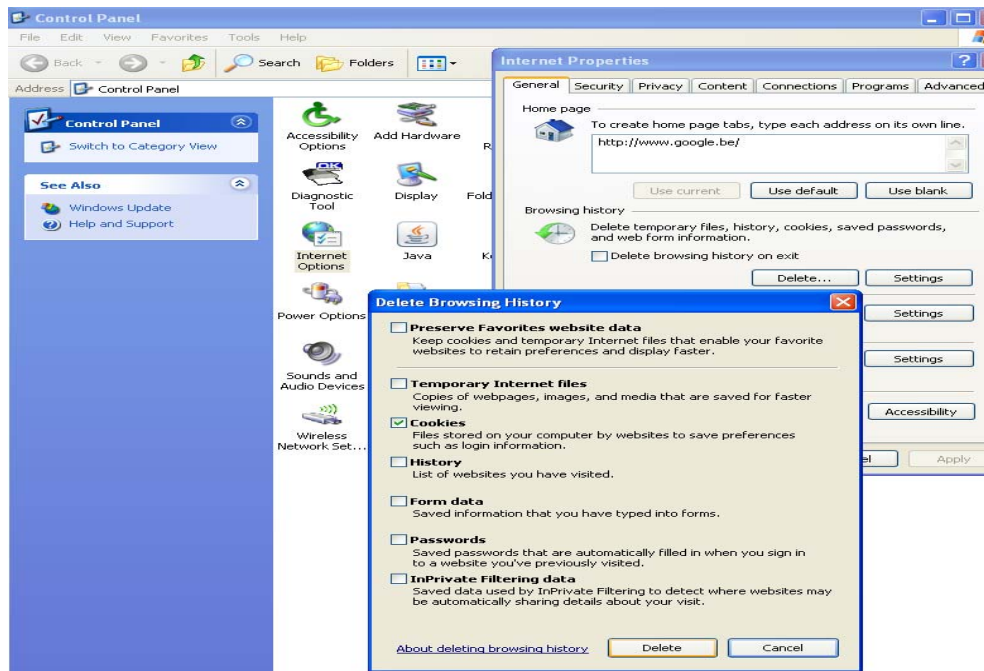 Control Panel
File Edit View Favorites Tools Help
Back Search Folders
Address Control Panel
Control Panel
Switch to Category View
See Also
Windows Update
Help and Support
Accessibility Options
Add Hardware
R
Diagnostic Tool
Display
Fold
Internet Options
Java
Power Options
Sounds and Audio Devices
Wireless Network Set...
Internet Properties
General Security Privacy Content Connections Programs Advanced
Home page
To create home page tabs, type each address on its own line.
http://www.google.be/
Use current Use default Use blank
Browsing history
Delete temporary files, history, cookies, saved passwords,
and web form information.
Delete browsing history on exit
Delete... Settings
Settings
Settings
Accessibility
el Apply
Delete Browsing History
Preserve Favorites website data
Keep cookies and temporary Internet files that enable your favorite
websites to retain preferences and display faster.
Temporary Internet files
Copies of webpages, images, and media that are saved for faster
viewing.
Cookies
Files stored on your computer by websites to save preferences
such as login information.
History
List of websites you have visited.
Form data
Saved information that you have typed into forms.
Passwords
Saved passwords that are automatically filled in when you sign in
to a website you've previously visited.
InPrivate Filtering data
Saved data used by InPrivate Filtering to detect where websites may
be automatically sharing details about your visit.
About deleting browsing history Delete Cancel